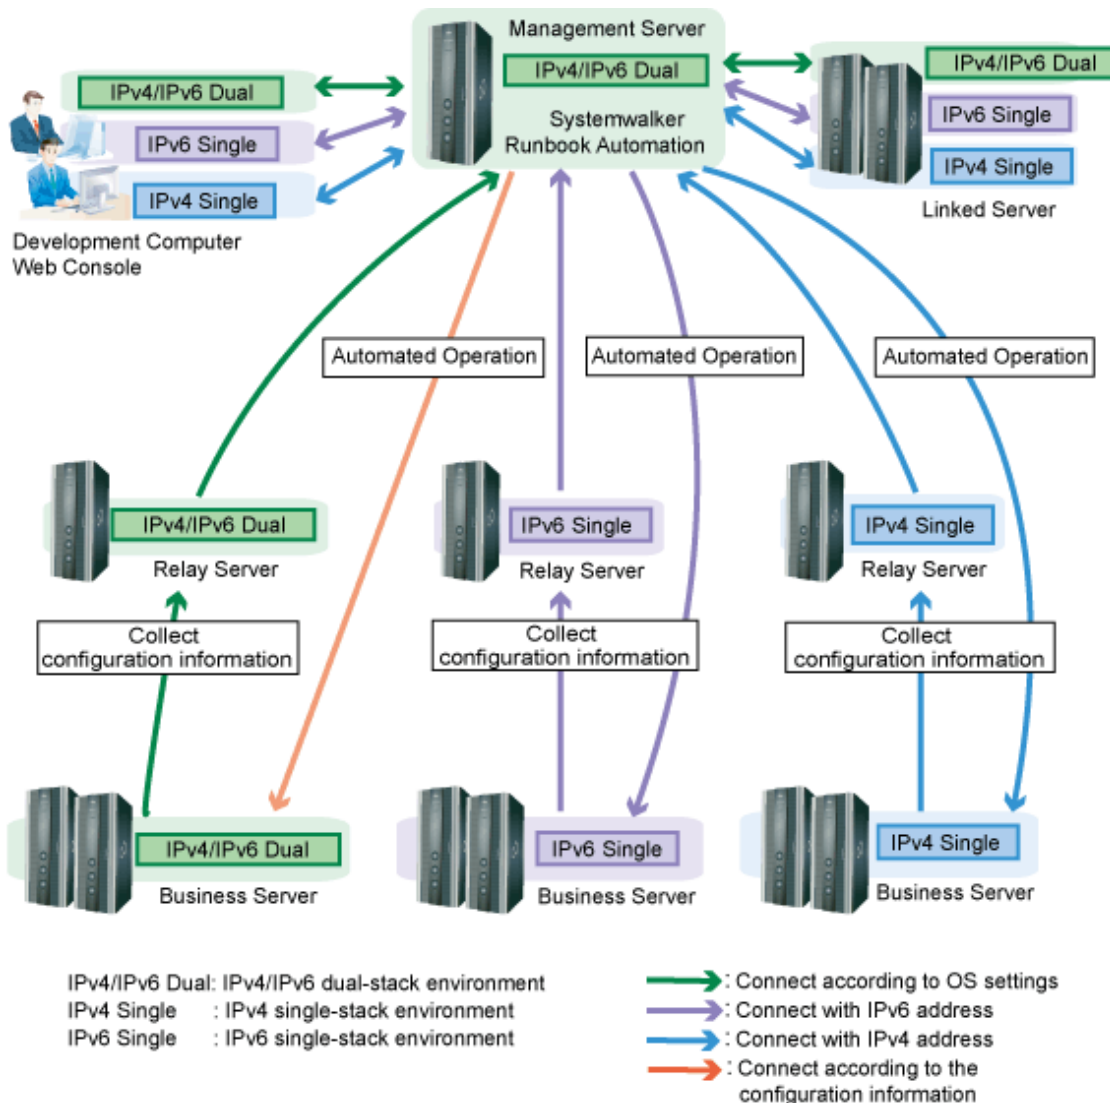 Management Server
IPv4/IPv6 Dual
Systemwalker
Runbook Automation
IPv4/IPv6 Dual
IPv6 Single
IPv4 Single
Development Computer
Web Console
IPv4/IPv6 Dual
IPv6 Single
IPv4 Single
Linked Server
Automated Operation
Automated Operation
Automated Operation
IPv4/IPv6 Dual
Relay Server
IPv6 Single
Relay Server
IPv4 Single
Relay Server
Collect
configuration information
Collect
configuration information
Collect
configuration information
IPv4/IPv6 Dual
Business Server
IPv6 Single
Business Server
IPv4 Single
Business Server
IPv4/IPv6 Dual: IPv4/IPv6 dual-stack environment
IPv4 Single : IPv4 single-stack environment
IPv6 Single : IPv6 single-stack environment
: Connect according to OS settings
: Connect with IPv6 address
: Connect with IPv4 address
: Connect according to the
configuration information